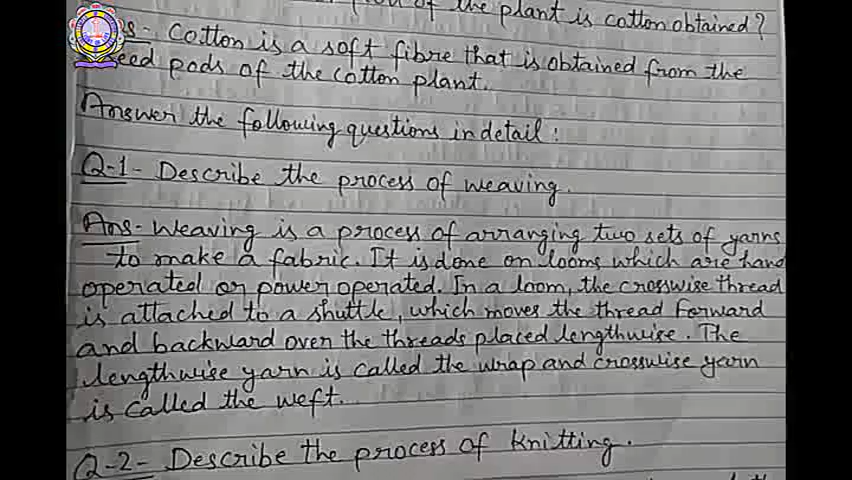 of the plant is cotton obtained?
Cotton is a soft fibre that is obtained from the
seed pods of the cotton plant.
Answer the following questions in detail:
Q-1- Describe the process of weaving.
Ans- Weaving is a process of arranging two sets of yarns
to make a fabric. It is done on looms which are hand
operated or power operated. In a loom, the crosswise thread
is attached to a shuttle, which moves the thread forward
and backward over the threads placed lengthwise. The
lengthwise yarn is called the wrap and crosswise yarn
is called the weft.
Q-2- Describe the process of knitting.